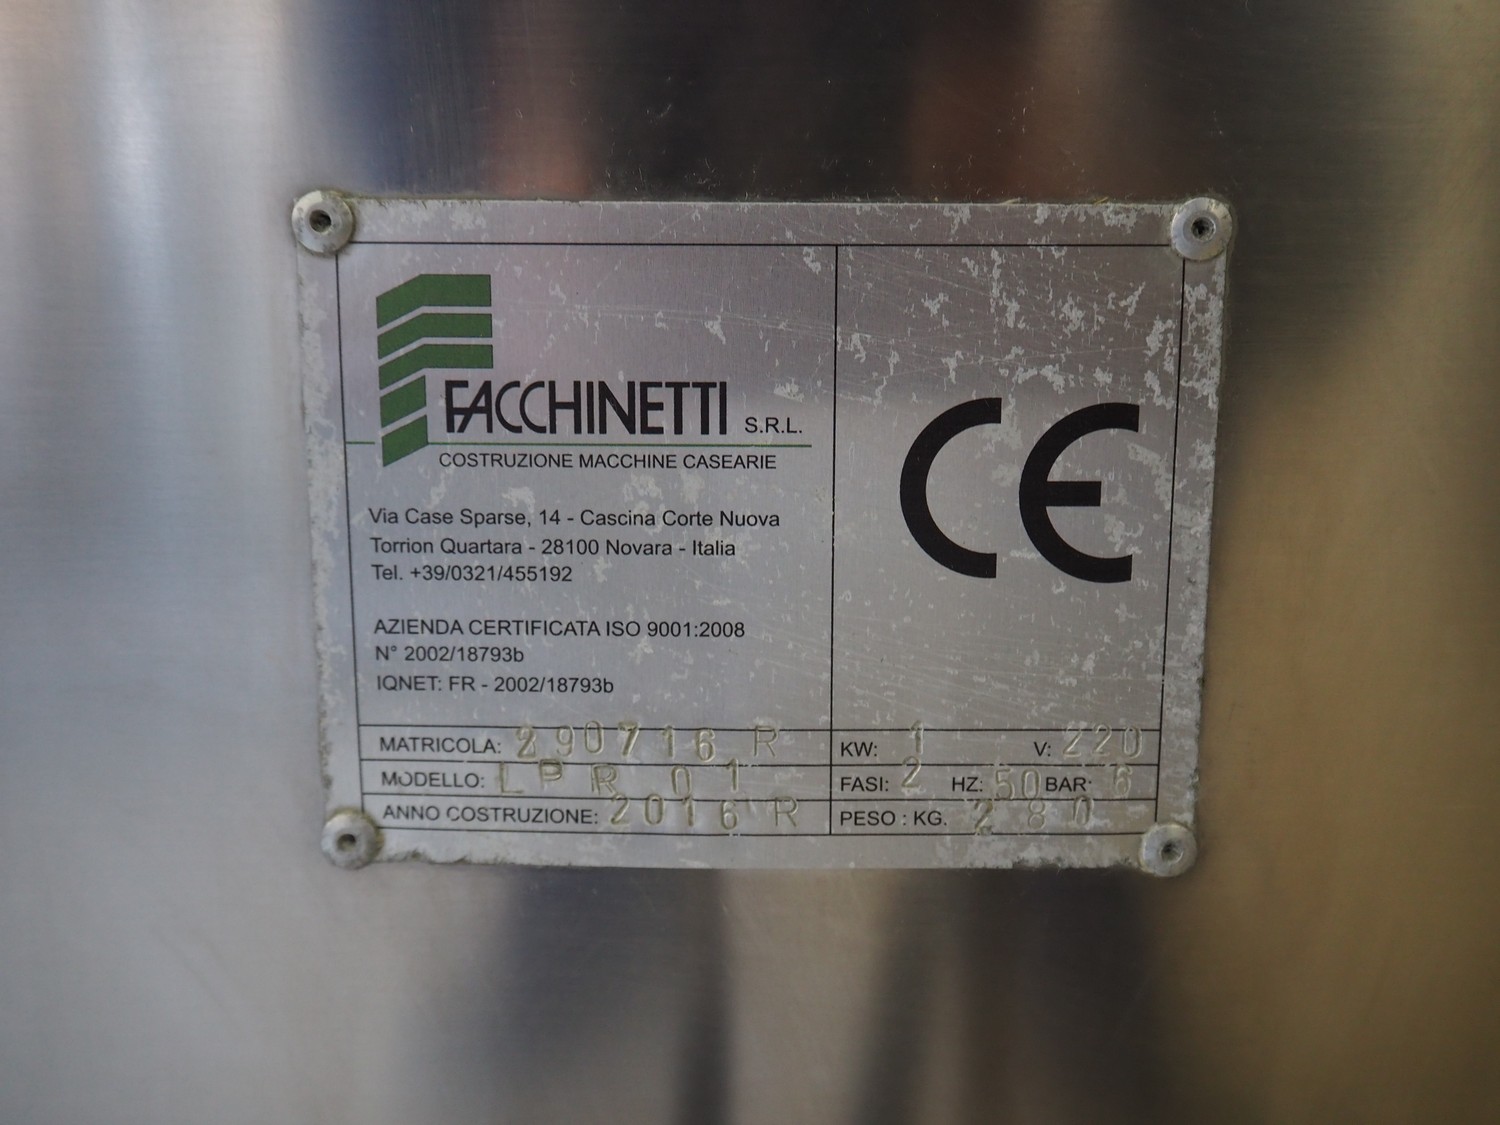 FACCHINETTI S.R.L.
COSTRUZIONE MACCHINE CASEARIE
Via Case Sparse, 14 - Cascina Corte Nuova
Torrion Quartara - 28100 Novara - Italia
Tel. +39/0321/455192
AZIENDA CERTIFICATA ISO 9001:2008
N° 2002/18793b
IQNET: FR - 2002/18793b
CE
MATRICOLA: 290716 R
MODELLO: LPR 01
ANNO COSTRUZIONE: 2016 R
KW: 1 V: 220
FASI: 2 HZ: 50 BAR: 6
PESO : KG. 280